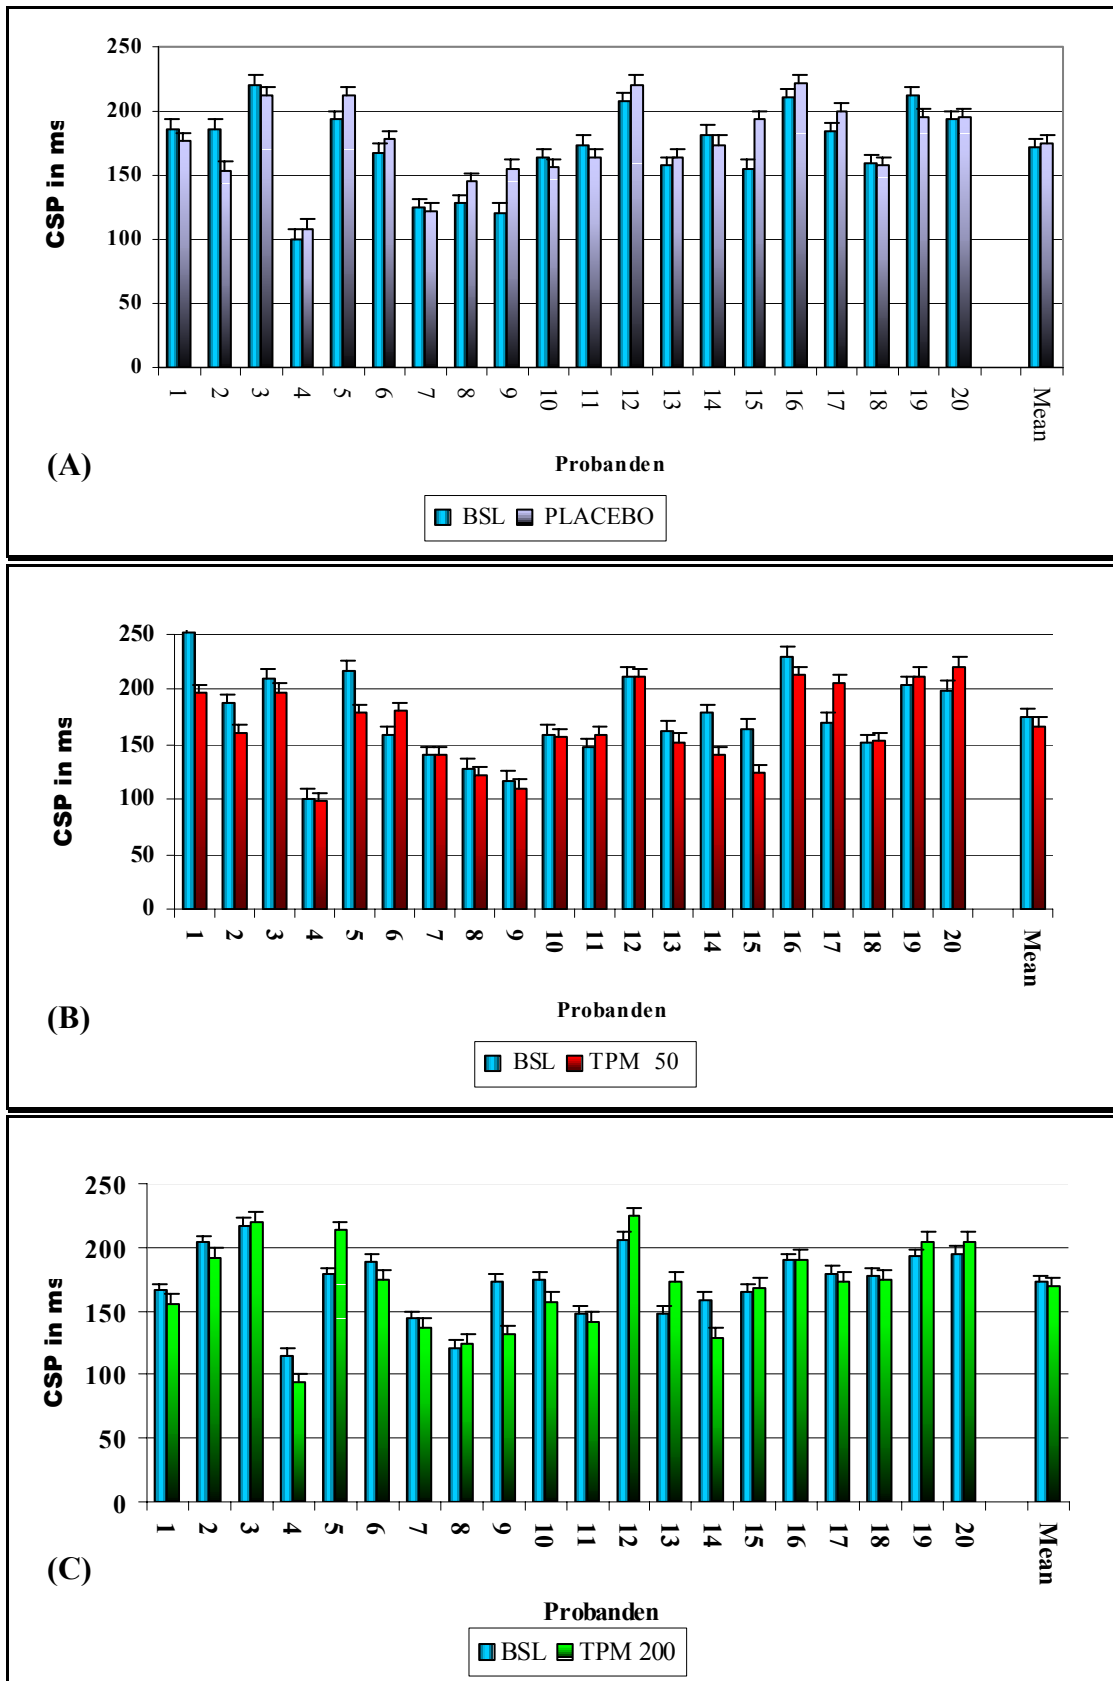 250
200
150
100
50
0
CSP in ms
1 2 3 4 5 6 7 8 9 10 11 12 13 14 15 16 17 18 19 20 Mean
Probanden
(A)
BSL PLACEBO
250
200
150
100
50
0
CSP in ms
1 2 3 4 5 6 7 8 9 10 11 12 13 14 15 16 17 18 19 20 Mean
Probanden
(B)
BSL TPM 50
250
200
150
100
50
0
CSP in ms
1 2 3 4 5 6 7 8 9 10 11 12 13 14 15 16 17 18 19 20 Mean
(C)
Probanden
BSL TPM 200